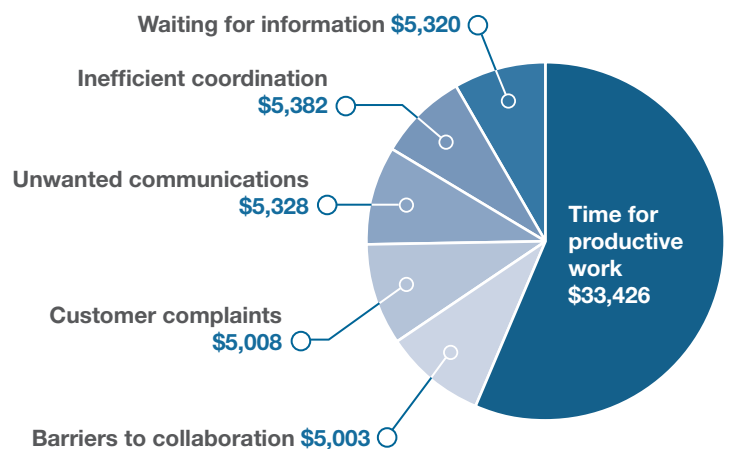 Waiting for information $5,320
Inefficient coordination
$5,382
Unwanted communications
$5,328
Time for
productive
work
$33,426
Customer complaints
$5,008
Barriers to collaboration $5,003